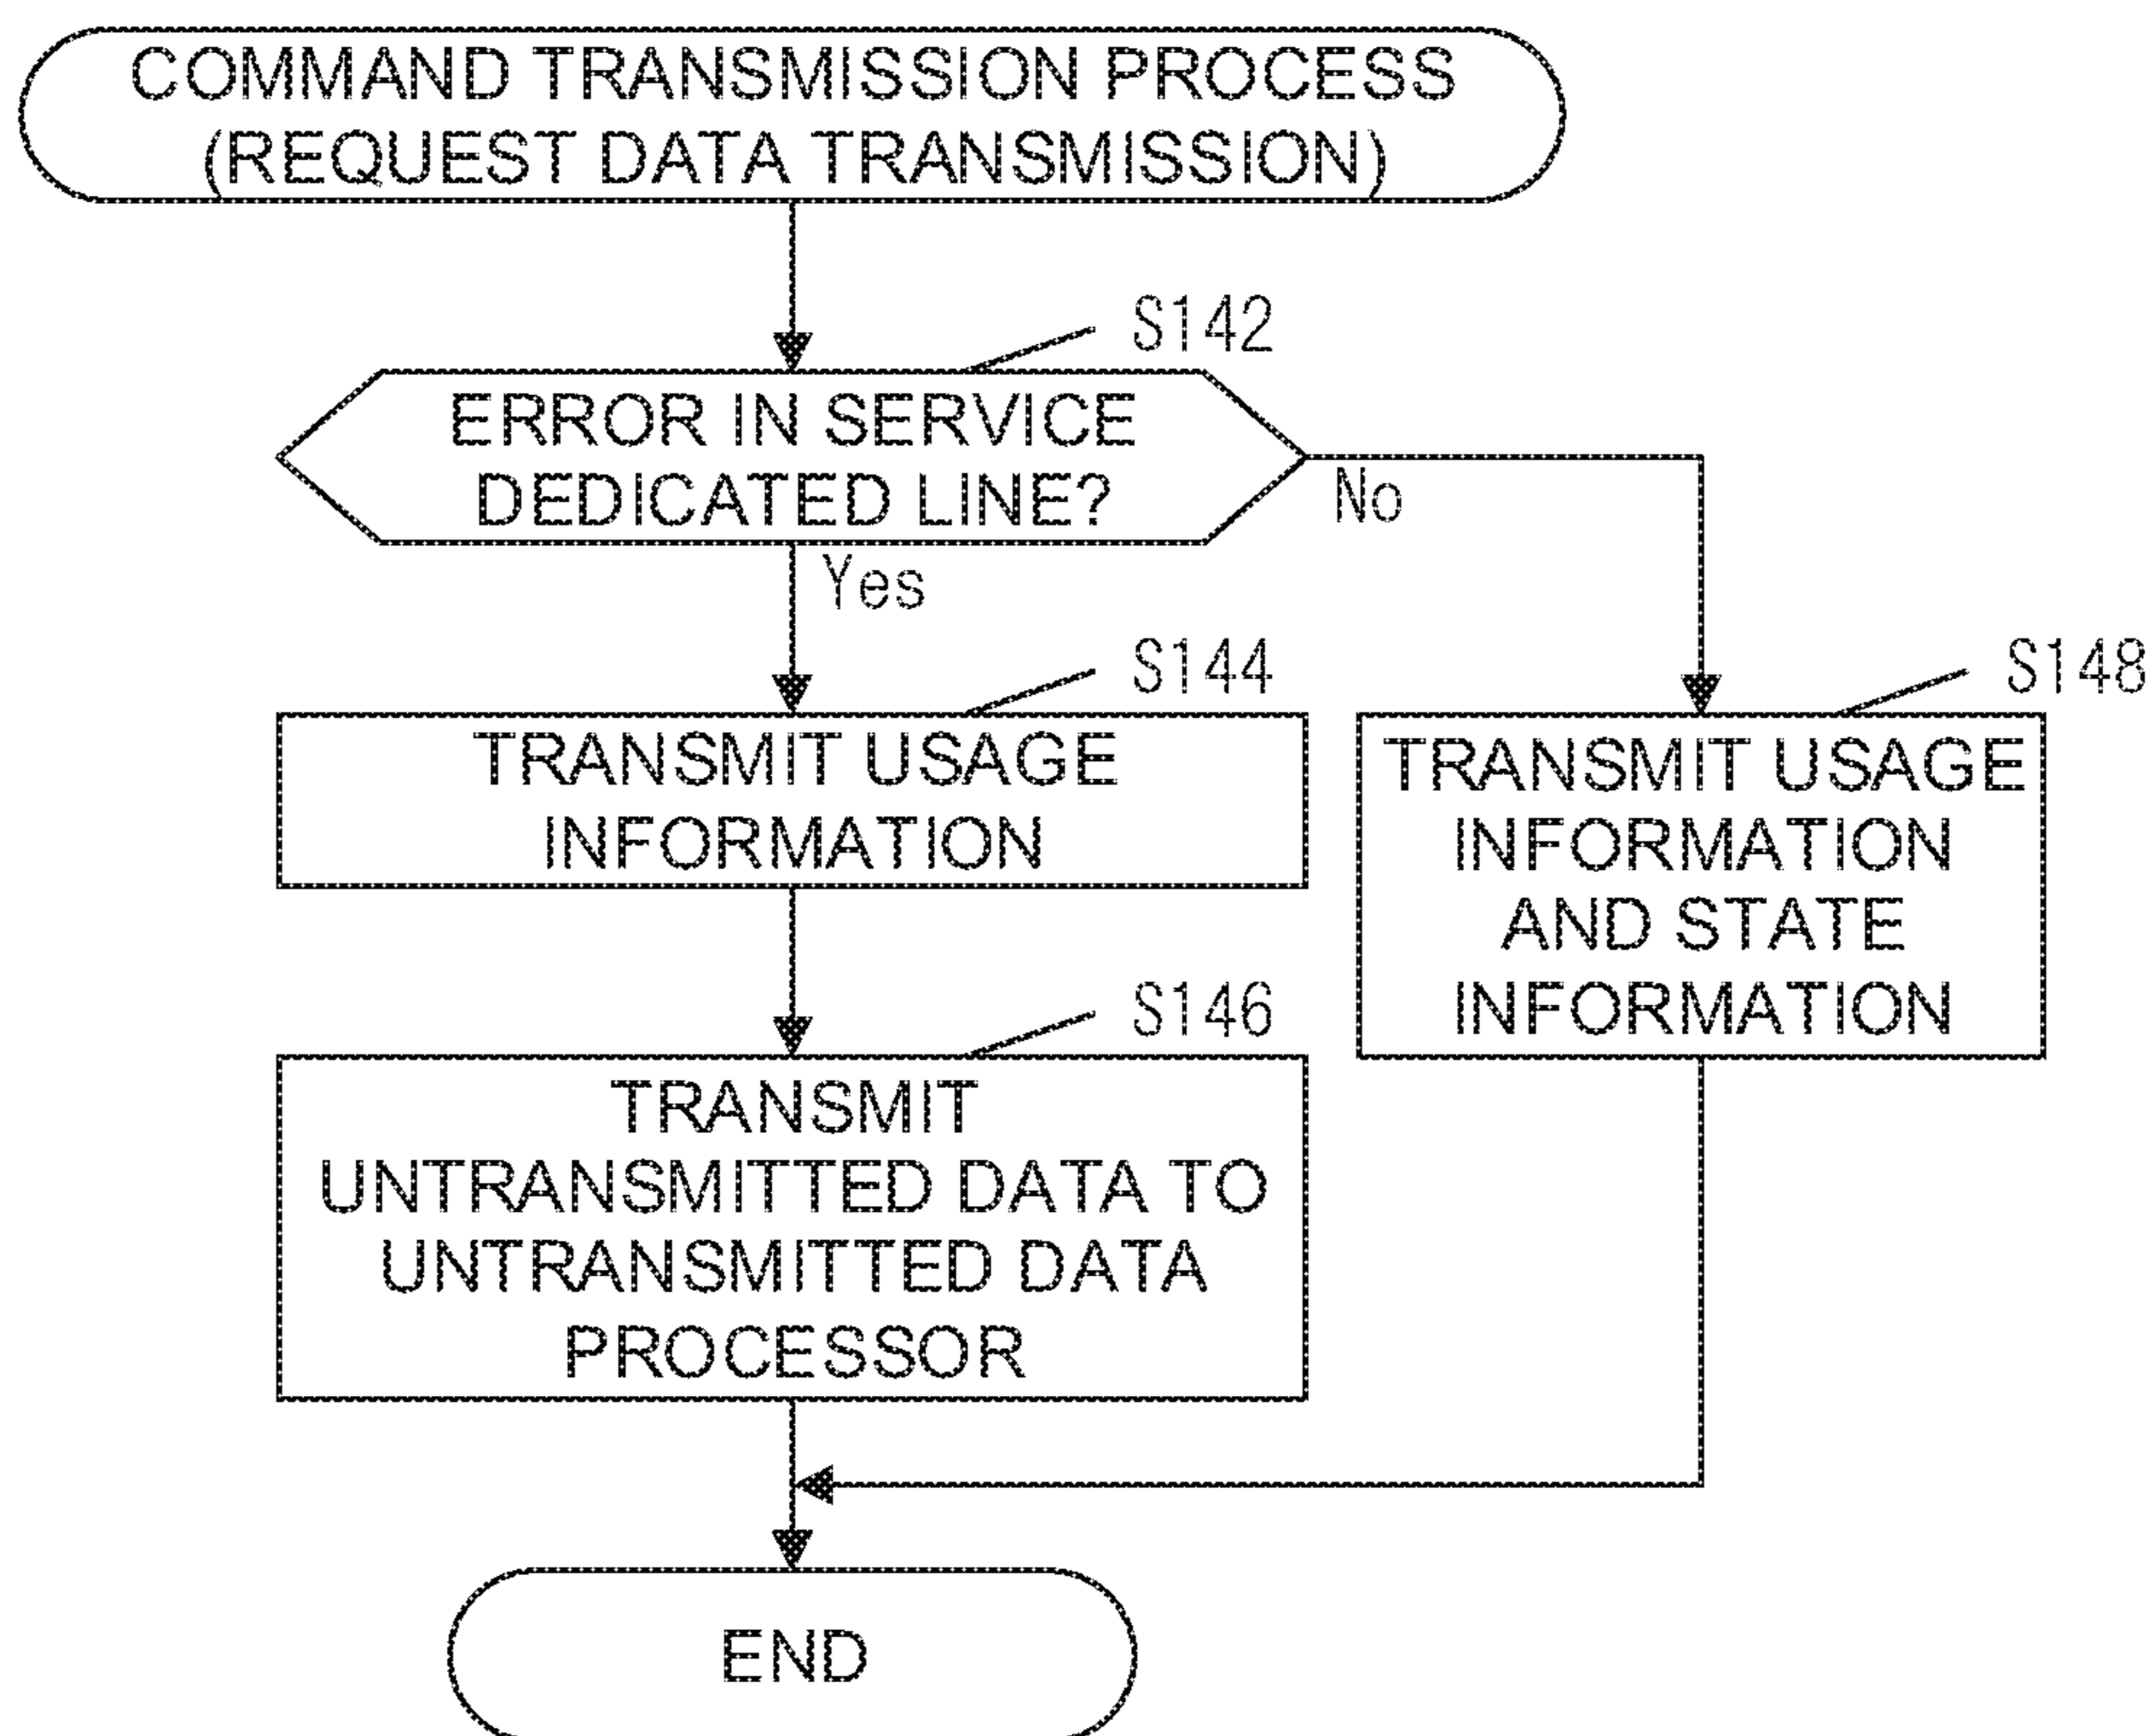 COMMAND TRANSMISSION PROCESS
(REQUEST DATA TRANSMISSION)
S142
ERROR IN SERVICE
DEDICATED LINE?
No
Yes
S144
TRANSMIT USAGE
INFORMATION
S148
TRANSMIT USAGE
INFORMATION
AND STATE
INFORMATION
S146
TRANSMIT
UNTRANSMITTED DATA TO
UNTRANSMITTED DATA
PROCESSOR
END